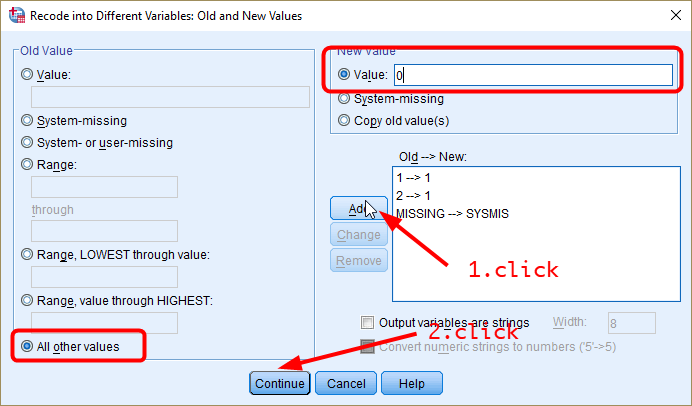 Recode into Different Variables: Old and New Values
Old Value
Value:
System-missing
System- or user-missing
Range:
through
Range, LOWEST through value:
Range, value through HIGHEST:
All other values
New Value
Value: 0
System-missing
Copy old value(s)
Old --> New:
1 --> 1
2 --> 1
MISSING --> SYSMIS
Add
Change
Remove
1.click
Output variables are strings Width: 8
2.click
Convert numeric strings to numbers ('5'->5)
Continue Cancel Help